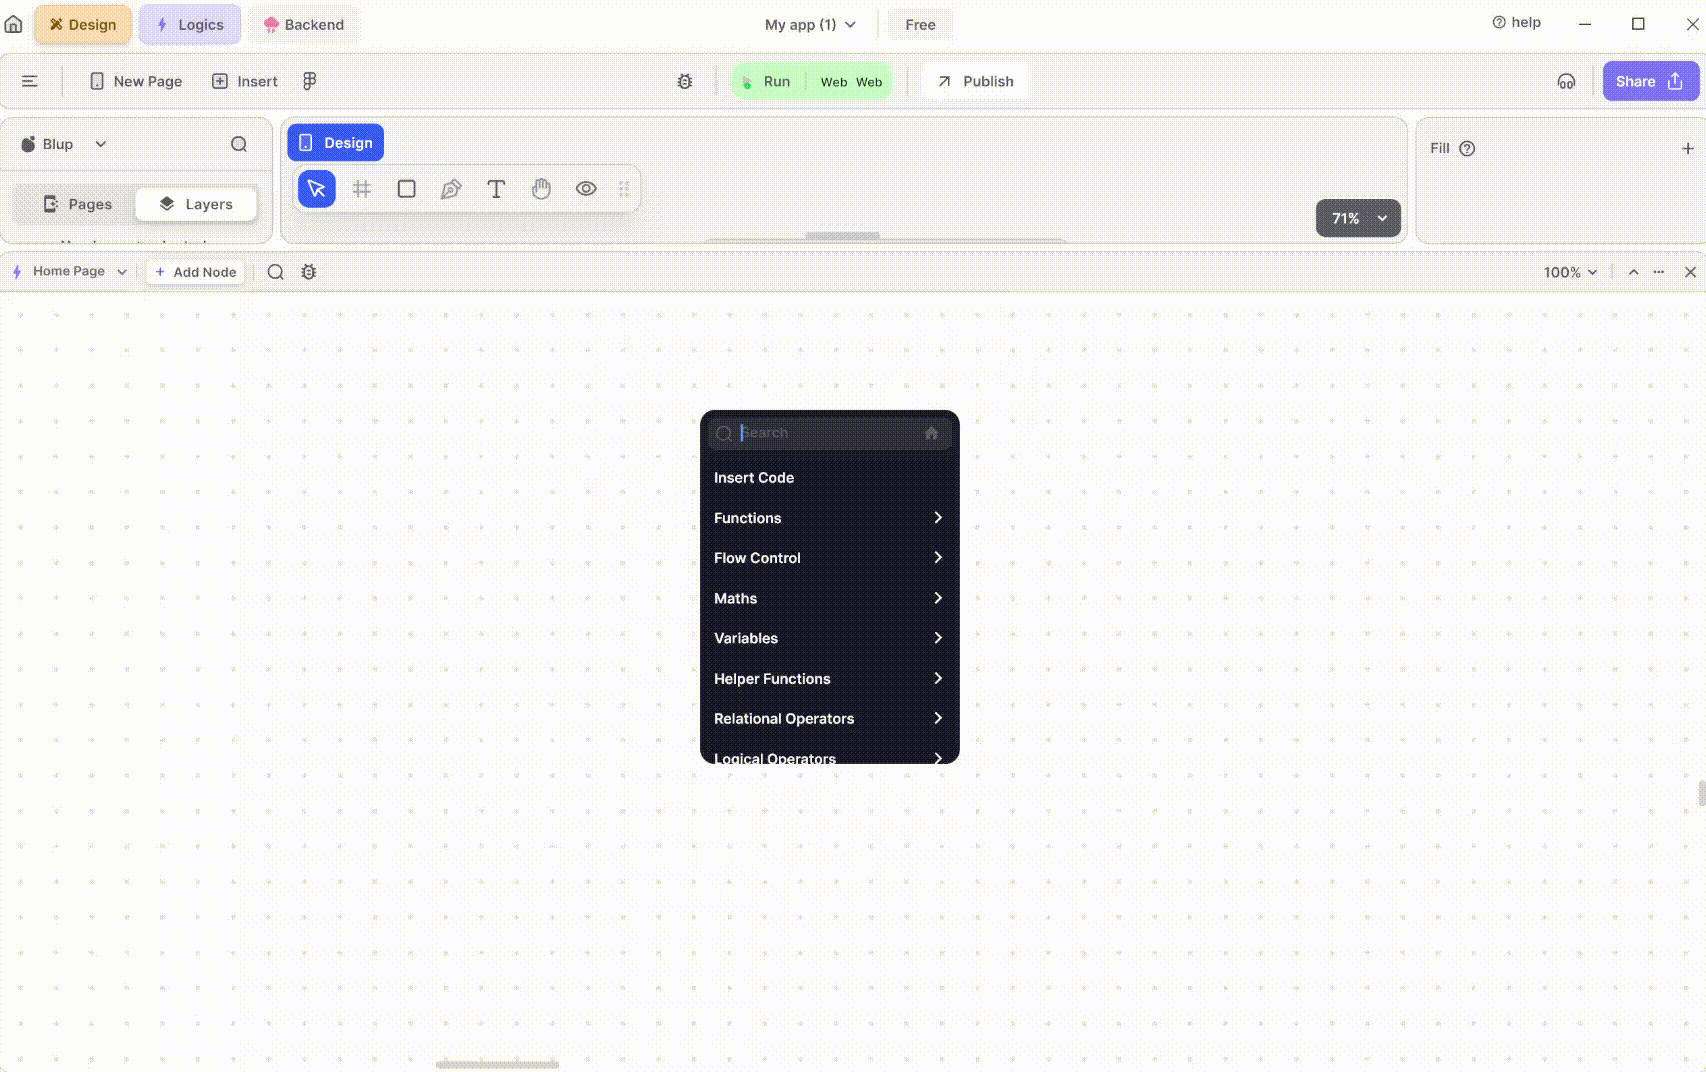 Design Logics Backend My app (1) Free help
New Page Insert Run Web Web Publish Share
Blup Design Fill
Pages Layers
71%
Home Page + Add Node 100%
Search
Insert Code
Functions
Flow Control
Maths
Variables
Helper Functions
Relational Operators
Logical Operators